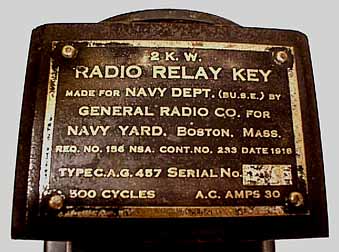 2 K. W.
RADIO RELAY KEY
MADE FOR NAVY DEPT. (BU.S.E.) BY
GENERAL RADIO CO. FOR
NAVY YARD, BOSTON, MASS.
REQ. NO. 156 NSA. CONT. NO. 233 DATE 1918
TYPE C.A.G. 457 SERIAL NO.
500 CYCLES A.C. AMPS 30